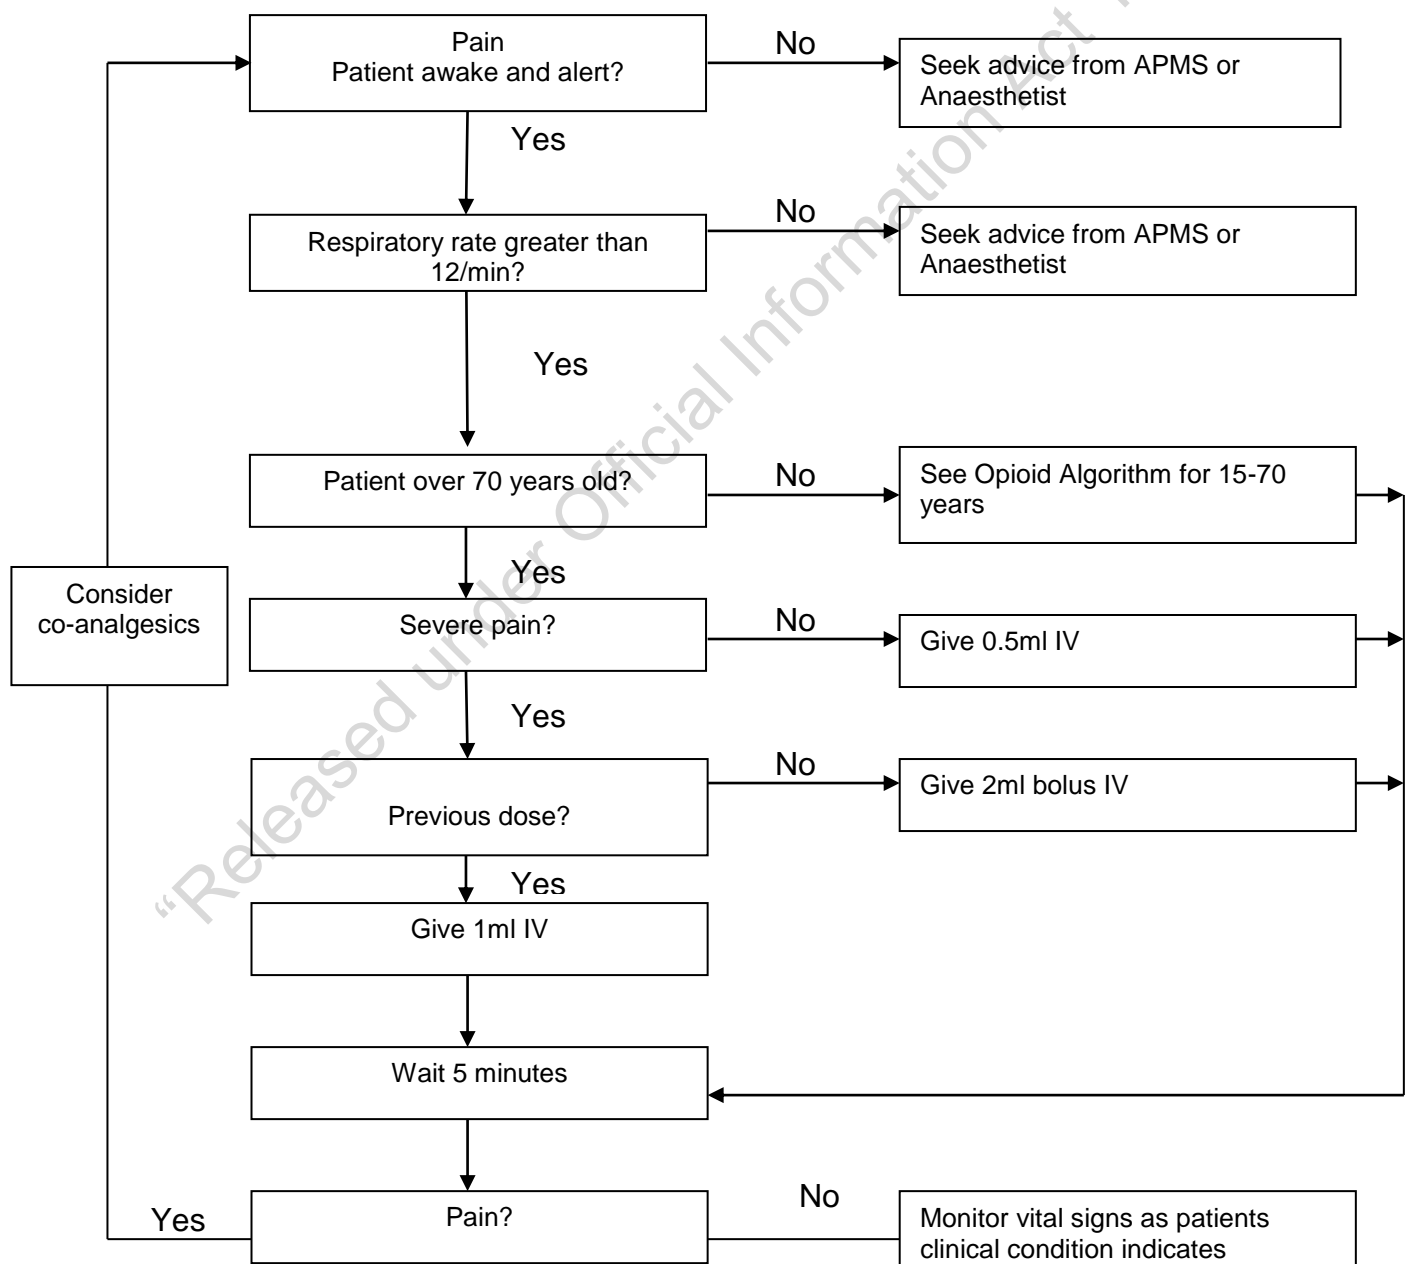 Pain
Patient awake and alert?
No
Seek advice from APMS or
Anaesthetist
Yes
Respiratory rate greater than
12/min?
No
Seek advice from APMS or
Anaesthetist
Yes
Patient over 70 years old?
No
See Opioid Algorithm for 15-70
years
Yes
Consider
co-analgesics
Severe pain?
No
Give 0.5ml IV
Yes
Previous dose?
No
Give 2ml bolus IV
Yes
Give 1ml IV
Wait 5 minutes
Pain?
Yes
No
Monitor vital signs as patients
clinical condition indicates
“Released under Official Information Act